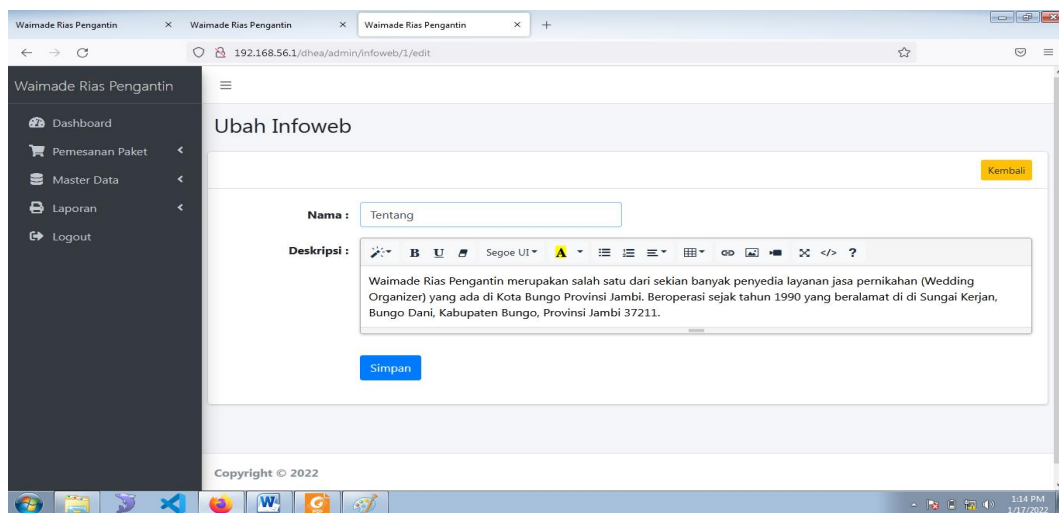 Waimade Rias Pengantin
Waimade Rias Pengantin
Waimade Rias Pengantin
192.168.56.1/dhea/admin/infoweb/1/edit
Waimade Rias Pengantin
Dashboard
Pemesanan Paket
Master Data
Laporan
Logout
Ubah Infoweb
Kembali
Nama :
Tentang
Deskripsi :
B U Segoe UI A </> ?
Waimade Rias Pengantin merupakan salah satu dari sekian banyak penyedia layanan jasa pernikahan (Wedding
Organizer) yang ada di Kota Bungo Provinsi Jambi. Beroperasi sejak tahun 1990 yang beralamat di di Sungai Kerjan,
Bungo Dani, Kabupaten Bungo, Provinsi Jambi 37211.
Simpan
Copyright © 2022
1:14 PM
1/17/2022